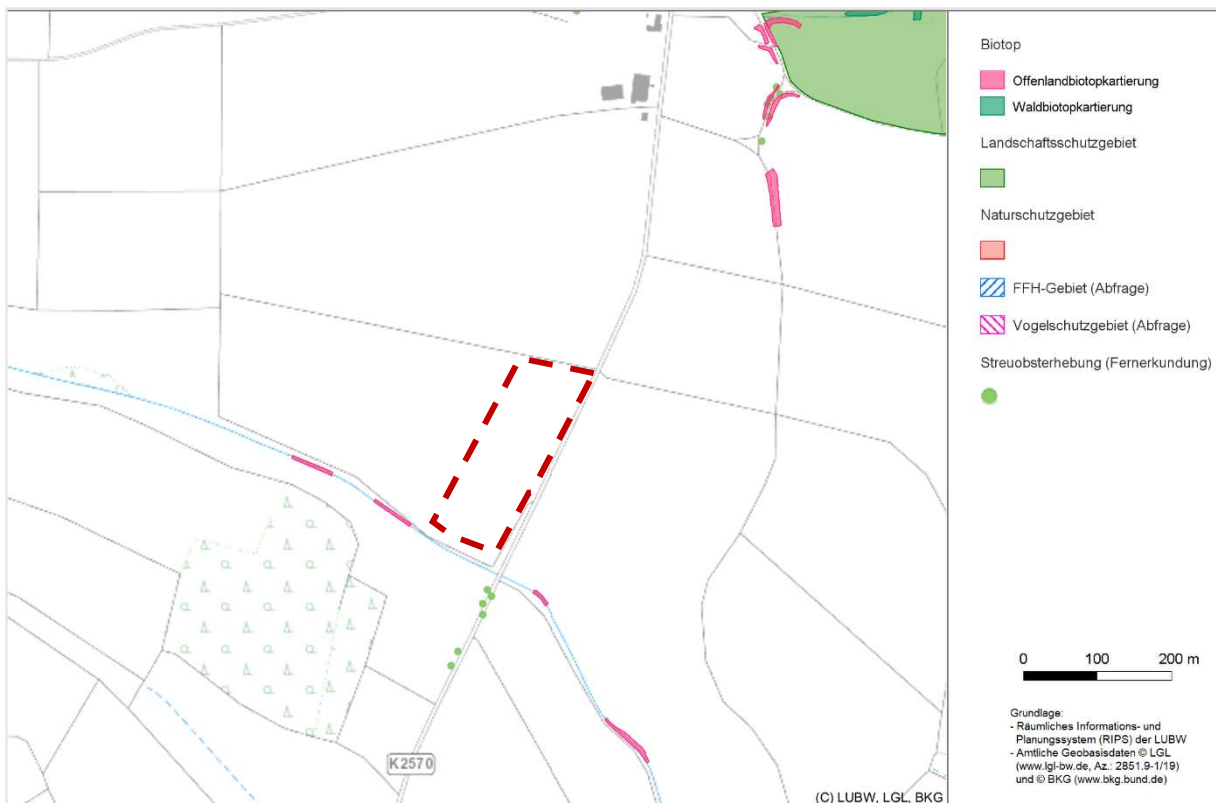 K2570
(C) LUBW, LGL, BKG
Biotop
Offenlandbiotopkartierung
Waldbiotopkartierung
Landschaftsschutzgebiet
Naturschutzgebiet
FFH-Gebiet (Abfrage)
Vogelschutzgebiet (Abfrage)
Streuobsterhebung (Fernerkundung)
0 100 200 m
Grundlage:
- Räumliches Informations- und
Planungssystem (RIPS) der LUBW
- Amtliche Geobasisdaten © LGL
(www.lgl-bw.de, Az.: 2851.9-1/19)
und © BKG (www.bkg.bund.de)